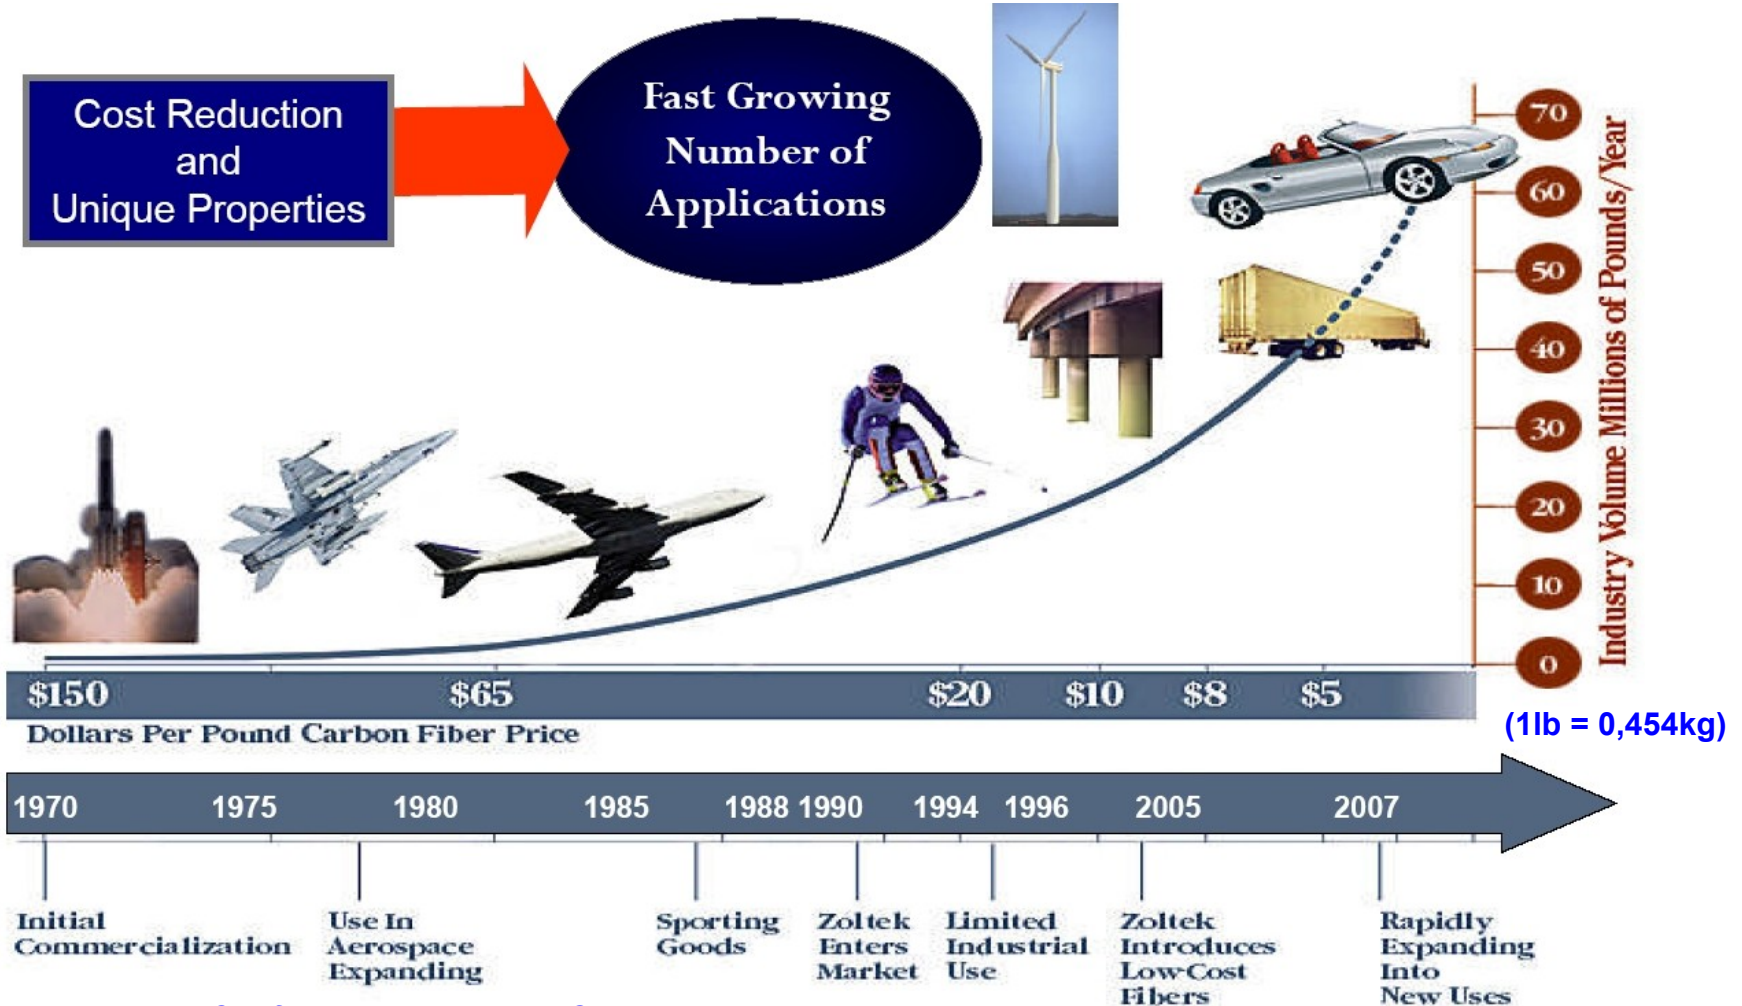 Cost Reduction
and
Unique Properties
Fast Growing
Number of
Applications
70
60
50
40
30
20
10
0
Industry Volume Millions of Pounds/Year
$150 $65 $20 $10 $8 $5
Dollars Per Pound Carbon Fiber Price
(1lb = 0,454kg)
1970 1975 1980 1985 1988 1990 1994 1996 2005 2007
Initial
Commercialization
Use In
Aerospace
Expanding
Sporting
Goods
Zoltek
Enters
Market
Limited
Industrial
Use
Zoltek
Introduces
Low-Cost
Fibers
Rapidly
Expanding
Into
New Uses